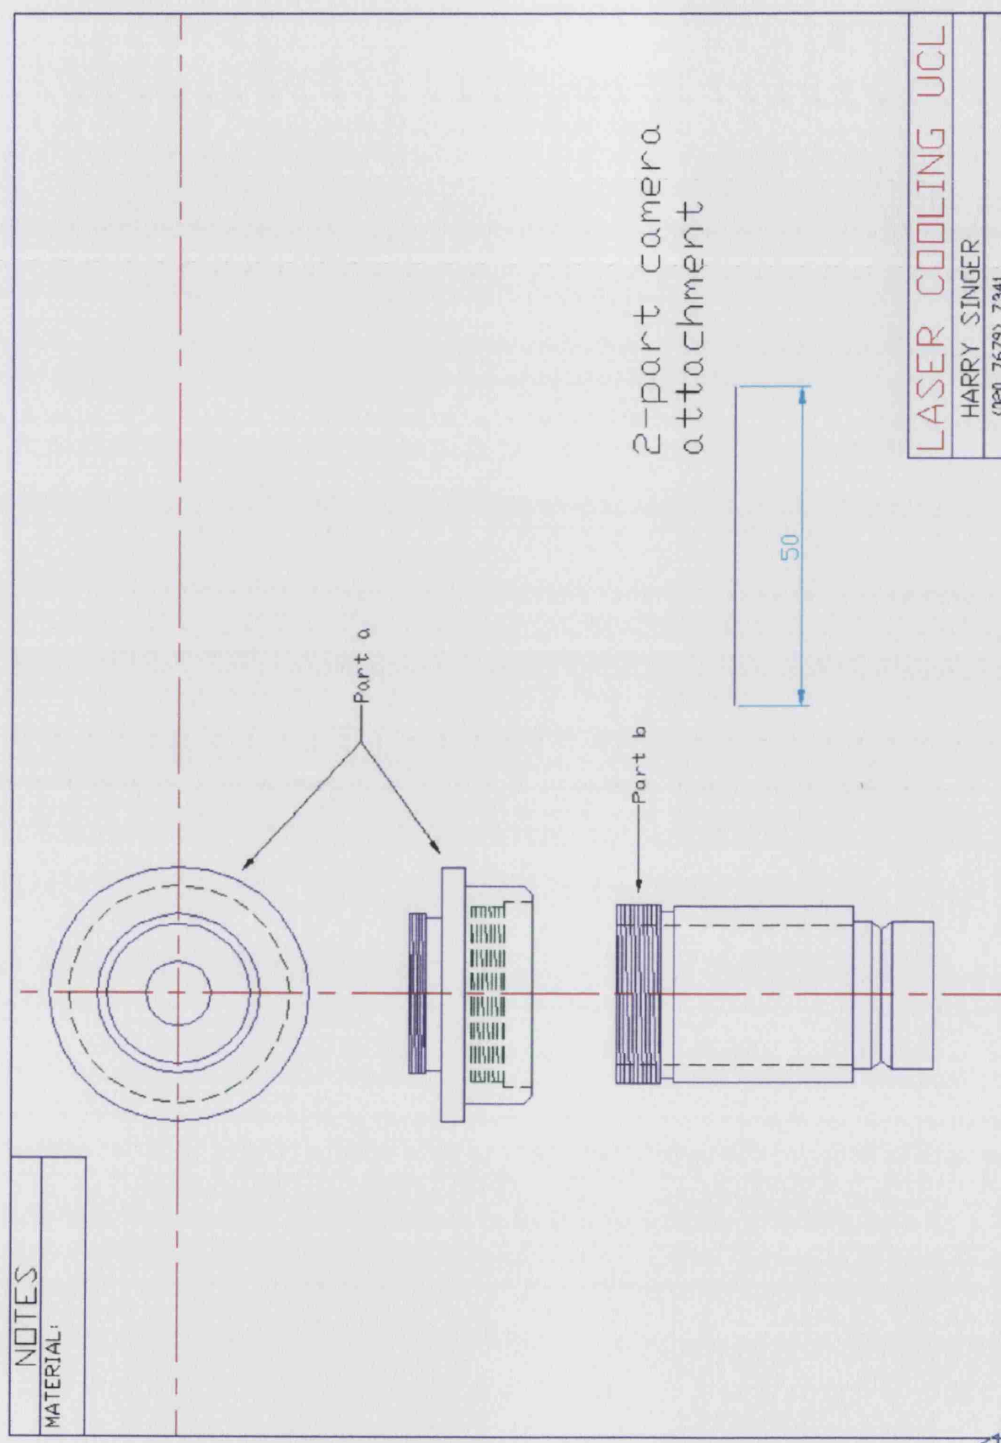 NOTES
MATERIAL:
Part a
Part b
2-part camera
attachment
50
LASER COOLING UCL
HARRY SINGER